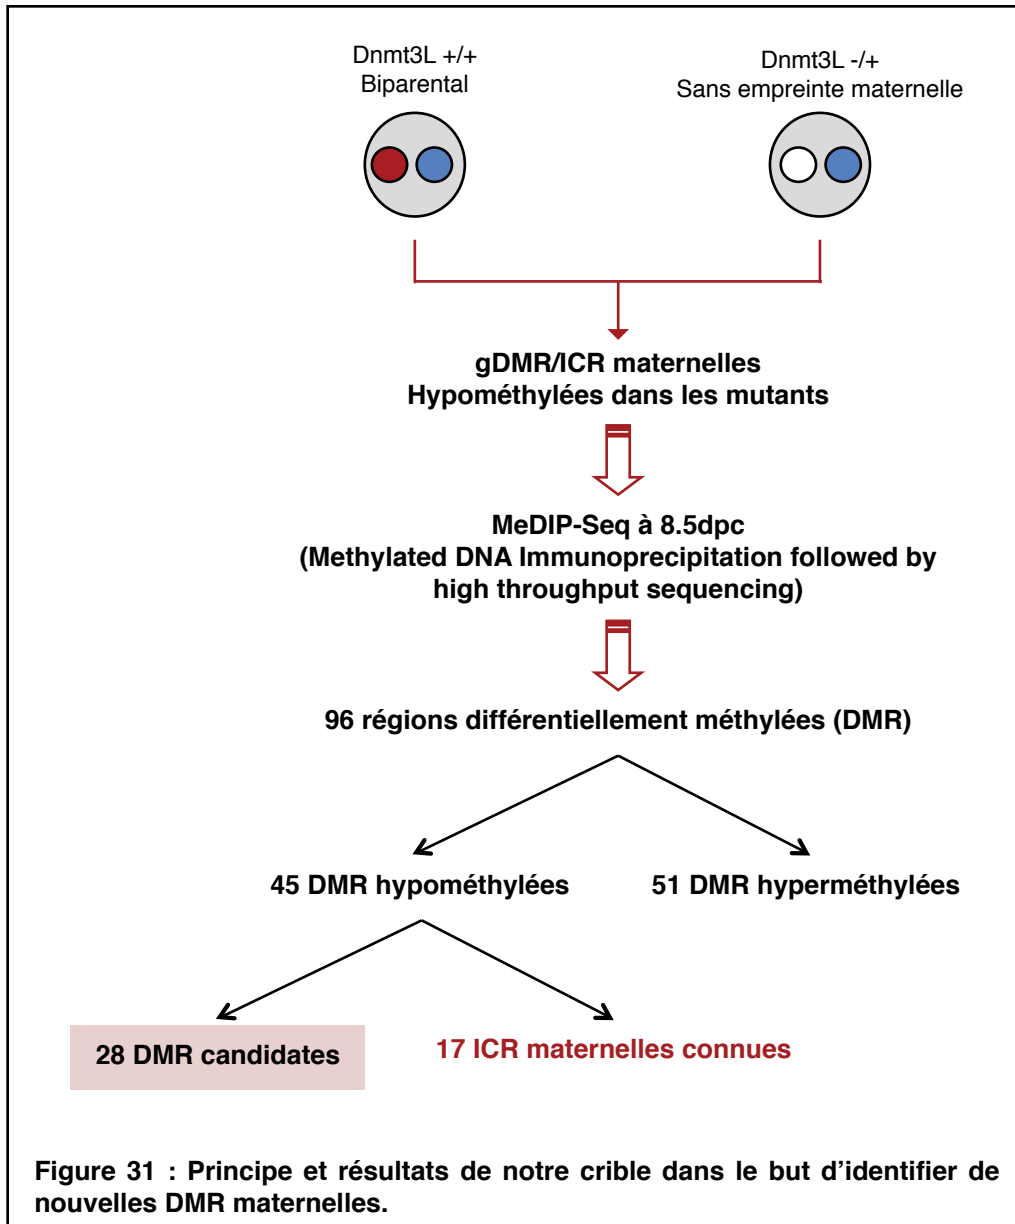 Dnmt3L +/+
Biparental
Dnmt3L -/+
Sans empreinte maternelle
gDMR/ICR maternelles
Hypométhylées dans les mutants
MeDIP-Seq à 8.5dpc
(Methylated DNA Immunoprecipitation followed by
high throughput sequencing)
96 régions différentiellement méthylées (DMR)
45 DMR hypométhylées
51 DMR hyperméthylées
28 DMR candidates
17 ICR maternelles connues
Figure 31 : Principe et résultats de notre crible dans le but d’identifier de
nouvelles DMR maternelles.